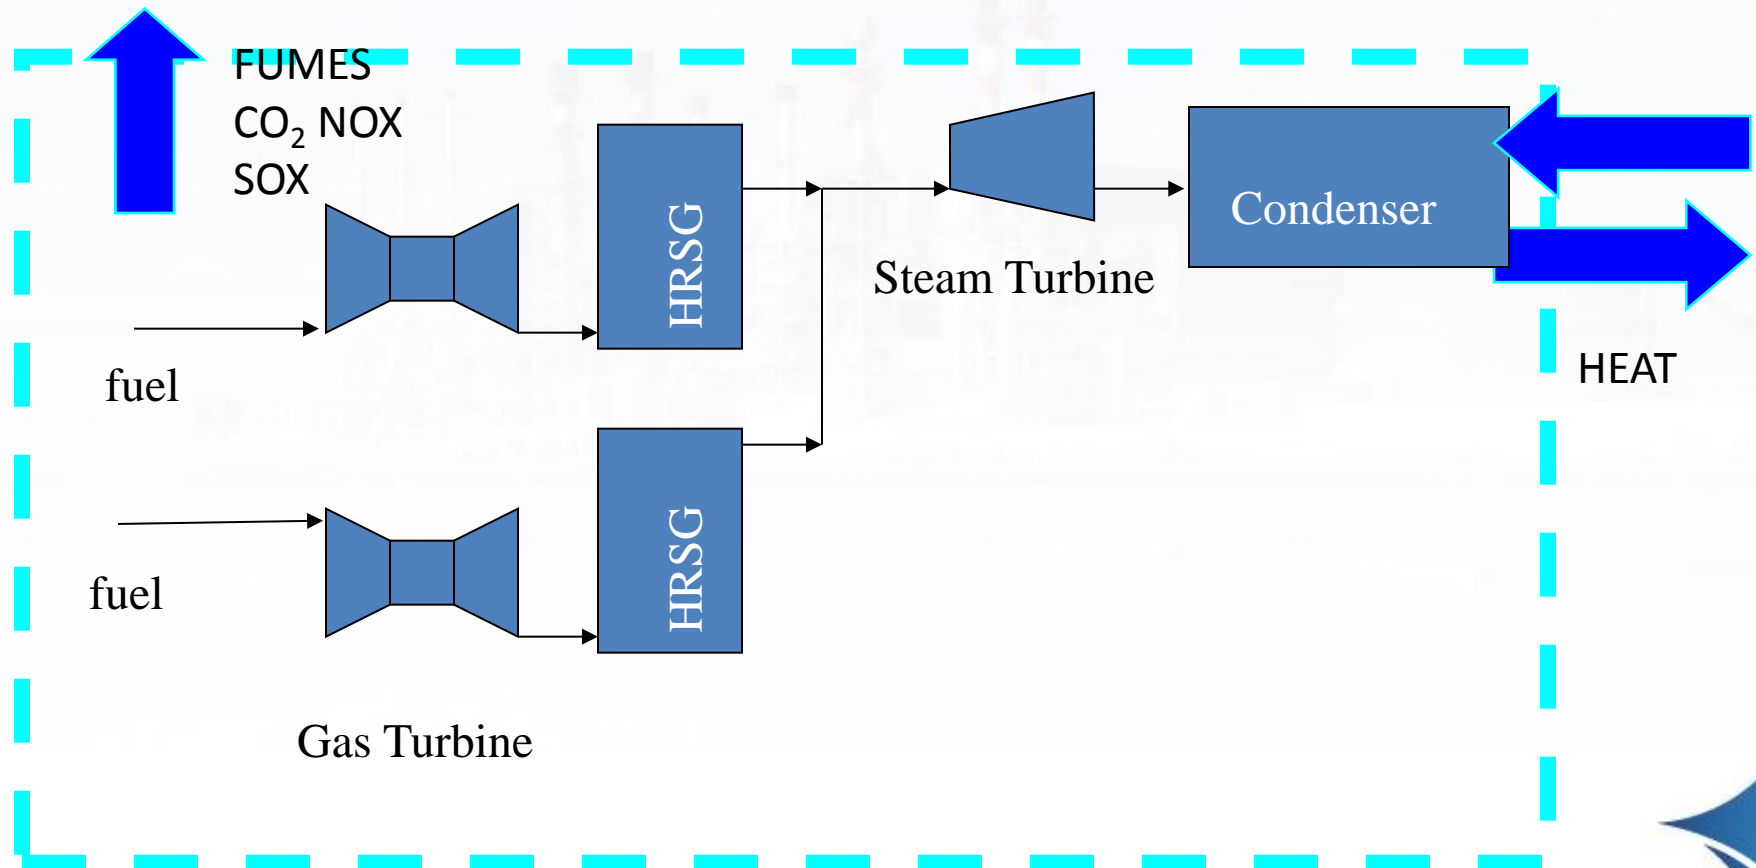 FUMES
CO₂ NOX
SOX
HRSG
Condenser
Steam Turbine
fuel
HEAT
HRSG
fuel
Gas Turbine